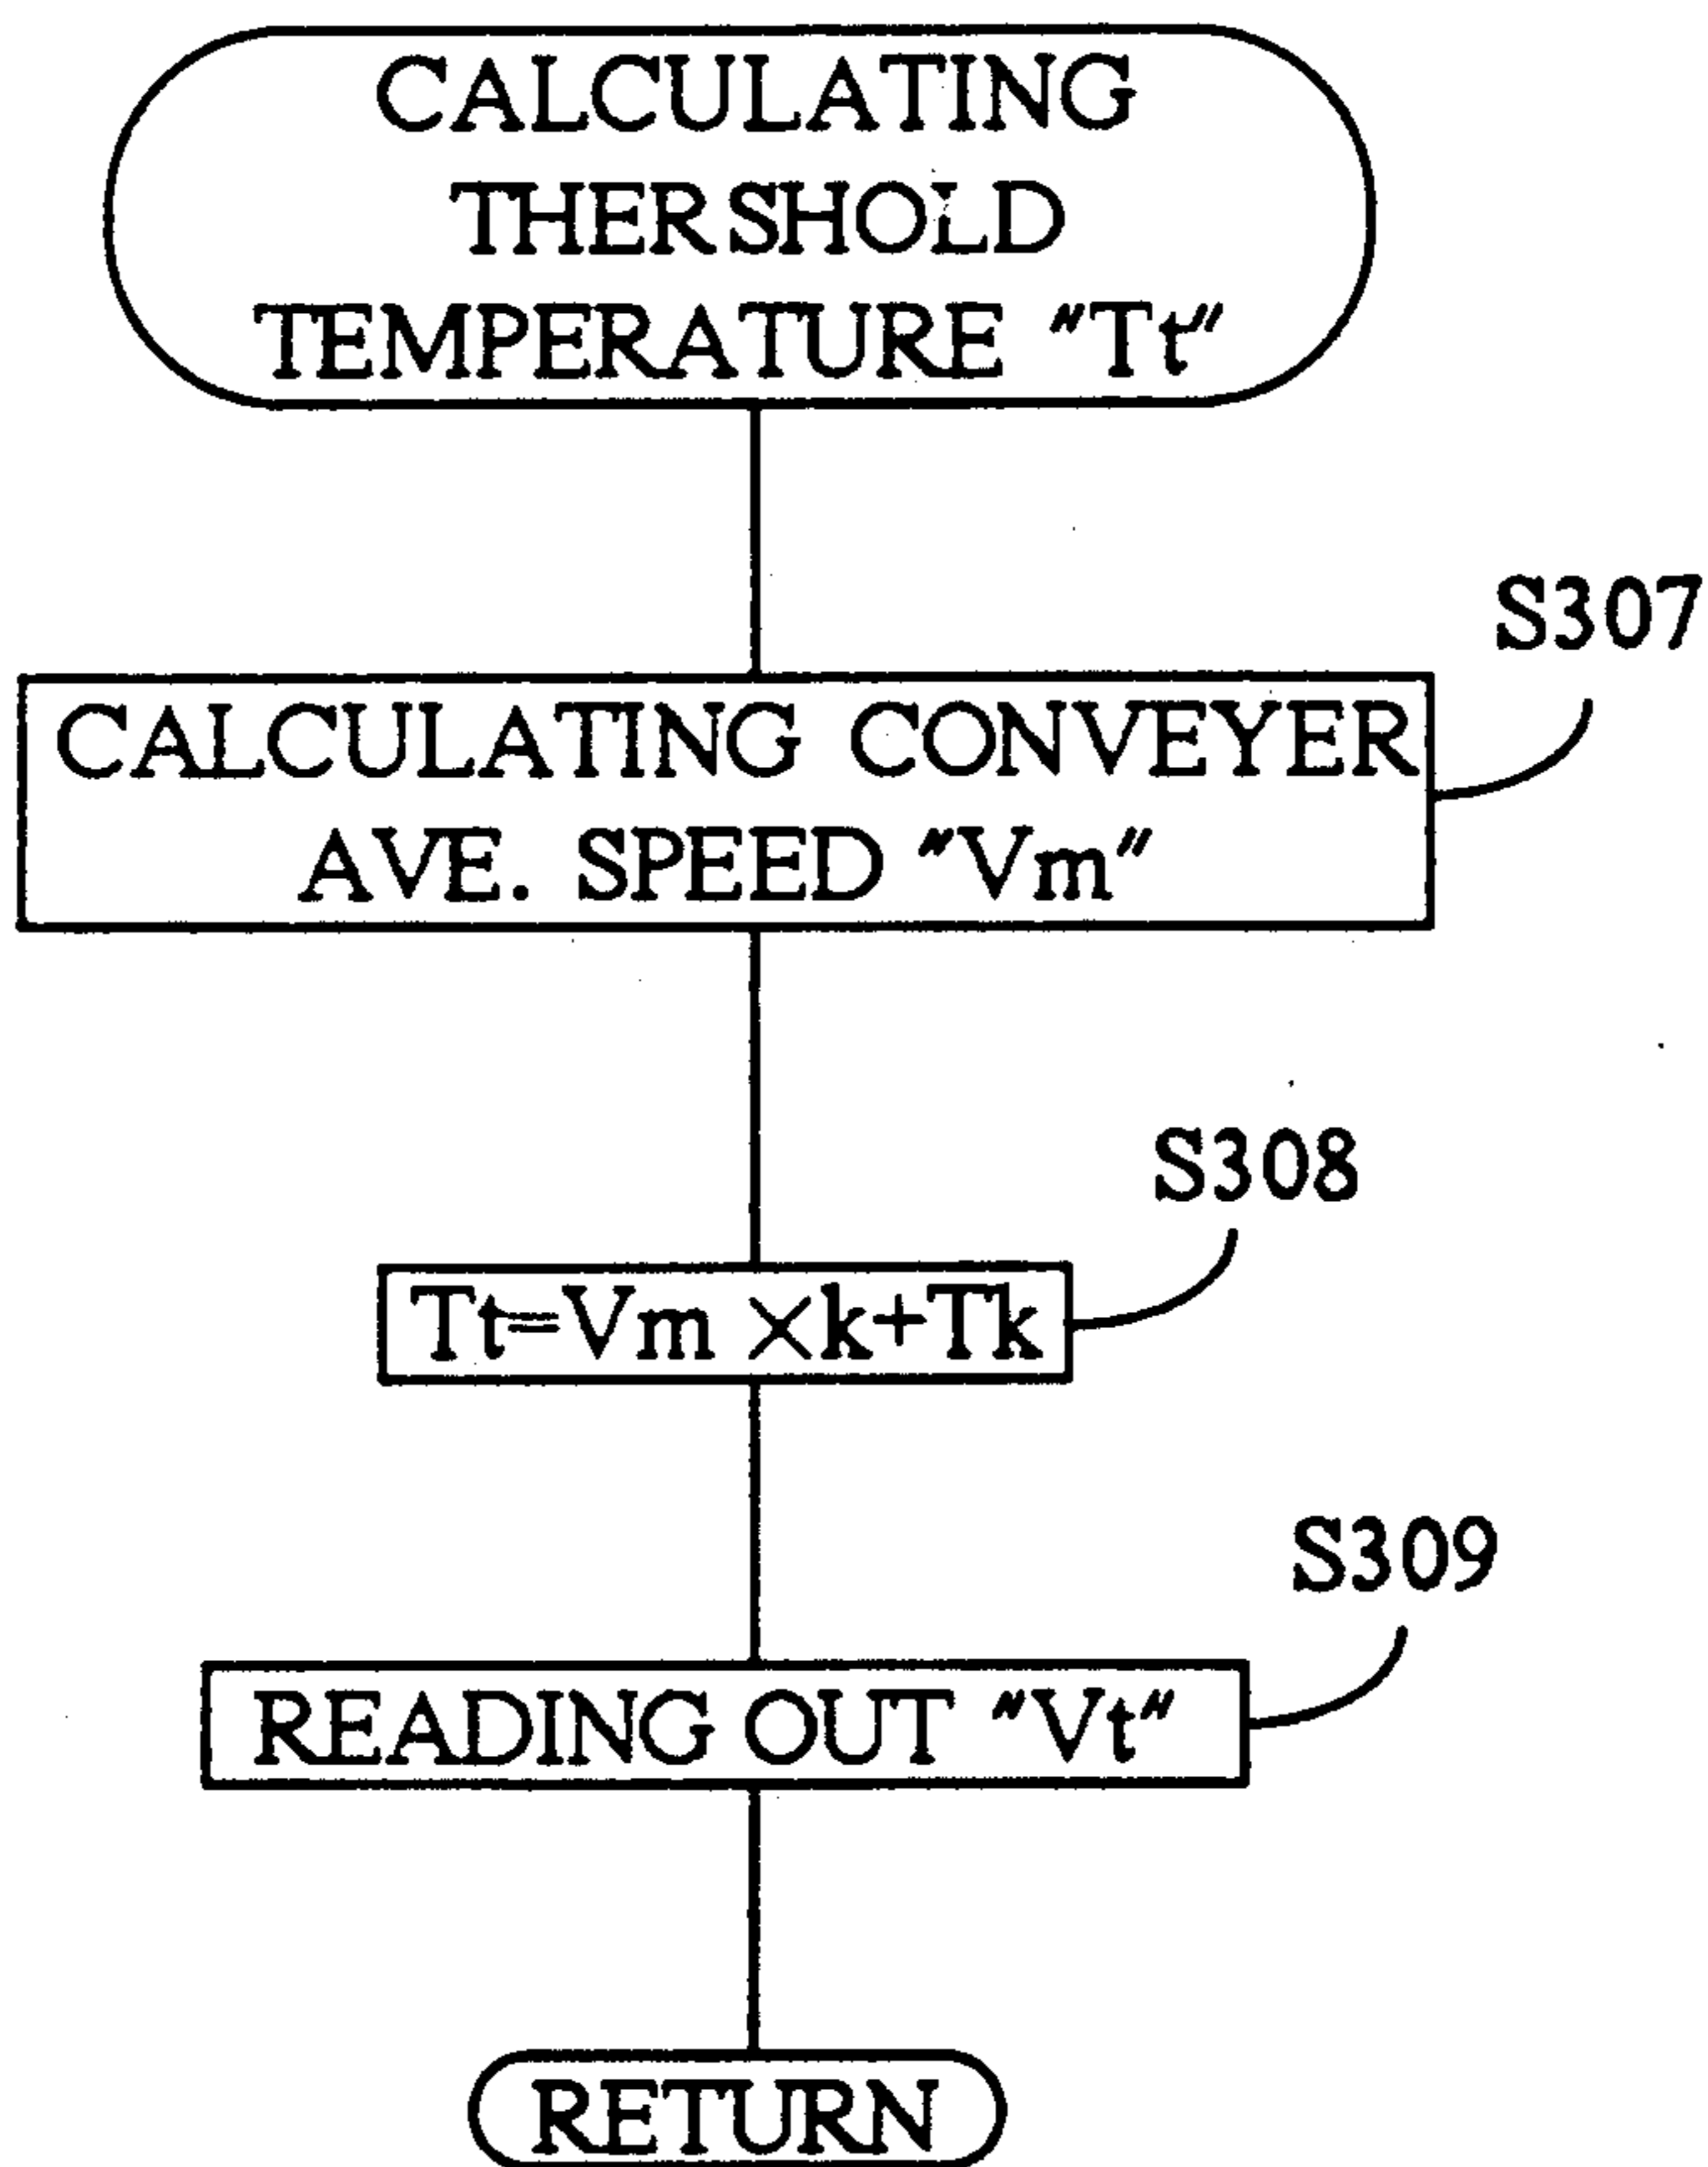 CALCULATING
THERSHOLD
TEMPERATURE "Tt"
S307
CALCULATING CONVEYER
AVE. SPEED "Vm"
S308
Tt=Vm ×k+Tk
S309
READING OUT "Vt"
RETURN